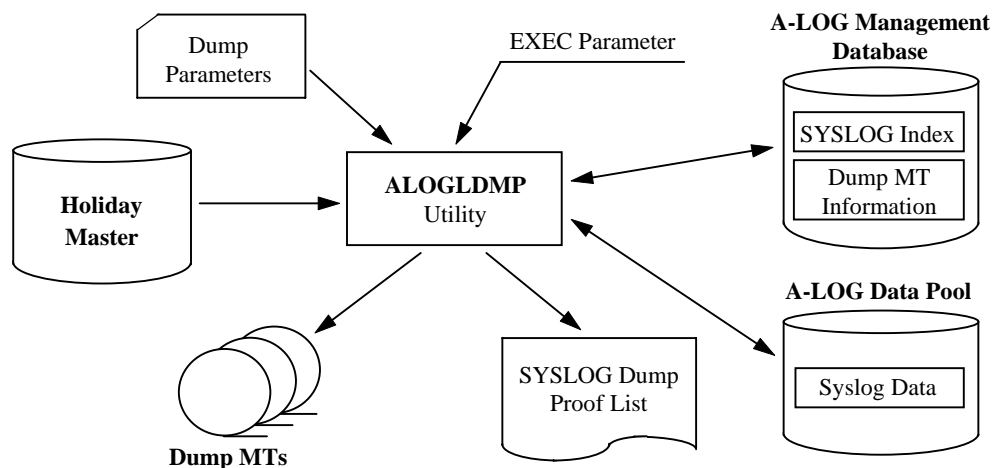 Dump
Parameters
EXEC Parameter
A-LOG Management
Database
SYSLOG Index
Dump MT
Information
Holiday
Master
ALOGLDMP
Utility
A-LOG Data Pool
Syslog Data
SYSLOG Dump
Proof List
Dump MTs